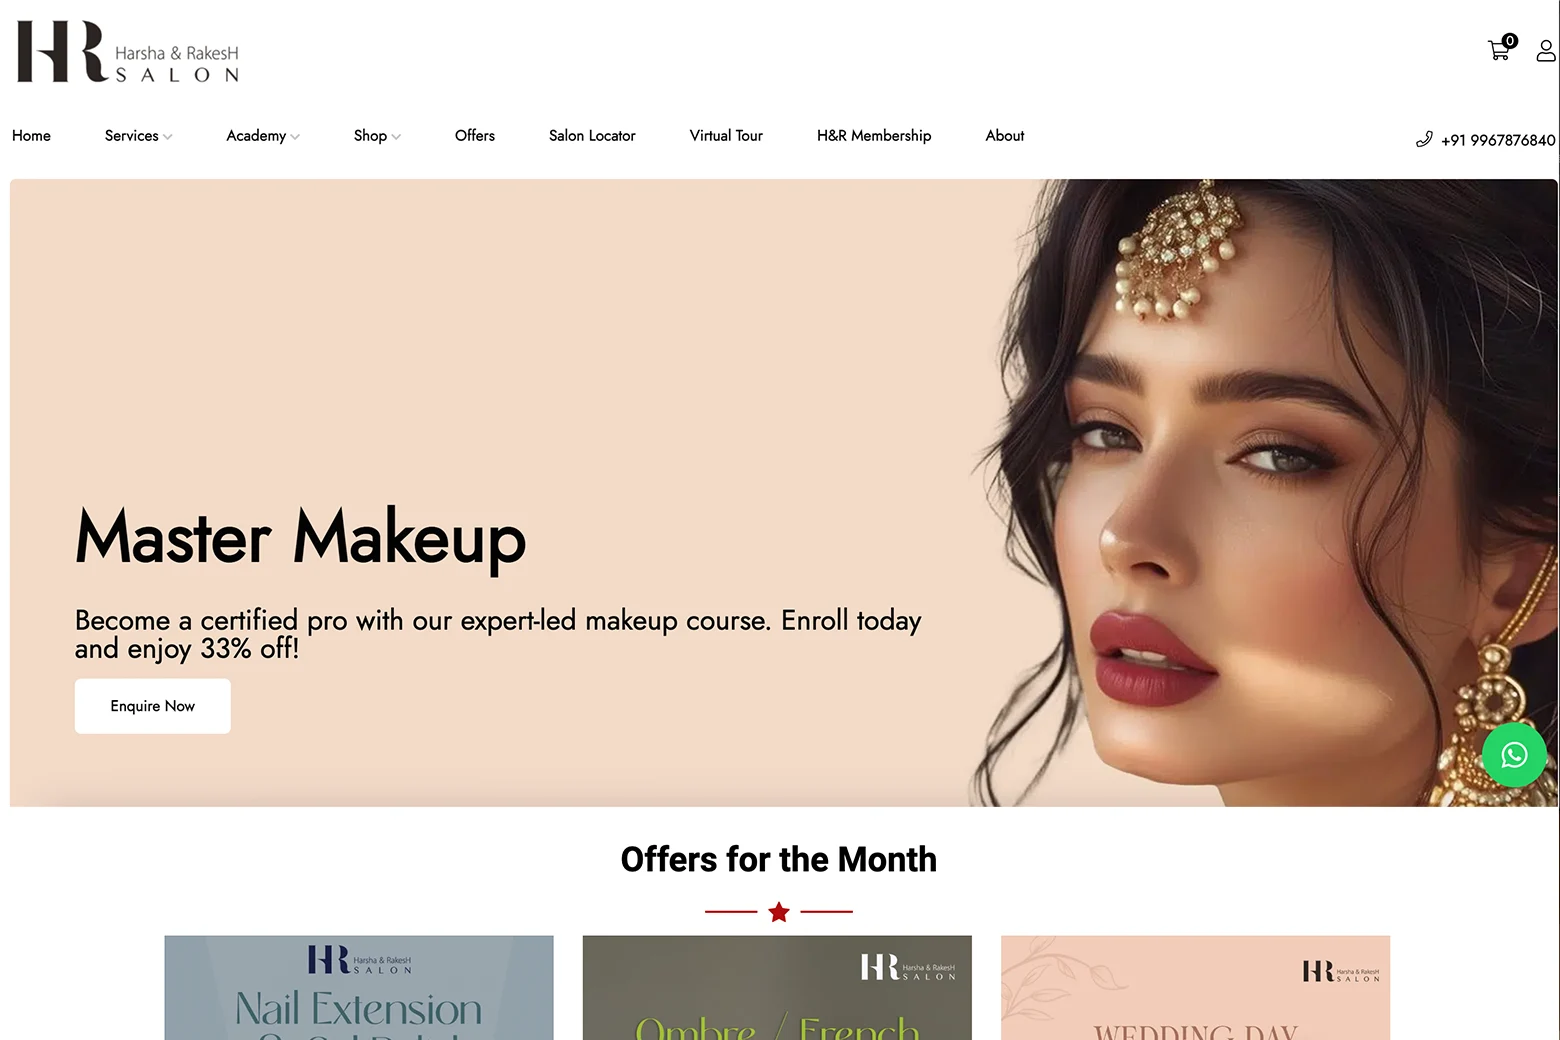 HR Harsha & RakesH
SALON
0
Home Services Academy Shop Offers Salon Locator Virtual Tour H&R Membership About
+91 9967876840
Master Makeup
Become a certified pro with our expert-led makeup course. Enroll today
and enjoy 33% off!
Enquire Now
Offers for the Month
HR Harsha & RakesH
SALON
Nail Extension
HR Harsha & RakesH
SALON
Ombre / French
HR Harsha & RakesH
SALON
WEDDING DAY